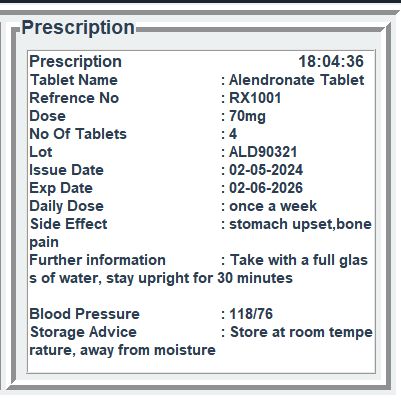 Prescription
Prescription 18:04:36
Tablet Name : Alendronate Tablet
Refrence No : RX1001
Dose : 70mg
No Of Tablets : 4
Lot : ALD90321
Issue Date : 02-05-2024
Exp Date : 02-06-2026
Daily Dose : once a week
Side Effect : stomach upset,bone
pain
Further information : Take with a full glas
s of water, stay upright for 30 minutes
Blood Pressure : 118/76
Storage Advice : Store at room tempe
rature, away from moisture